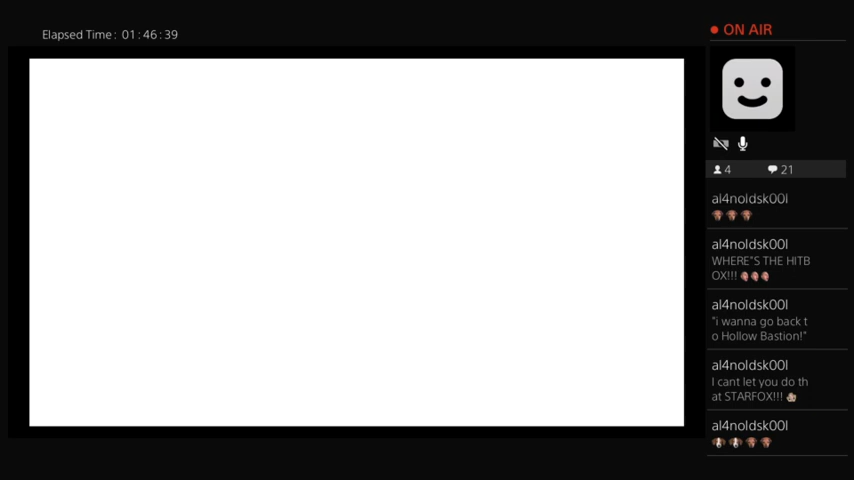 Elapsed Time: 01:46:39
ON AIR
4 21
al4noldsk00l
al4noldsk00l
WHERE"S THE HITB
OX!!!
al4noldsk00l
"i wanna go back t
o Hollow Bastion!"
al4noldsk00l
I cant let you do th
at STARFOX!!!
al4noldsk00l